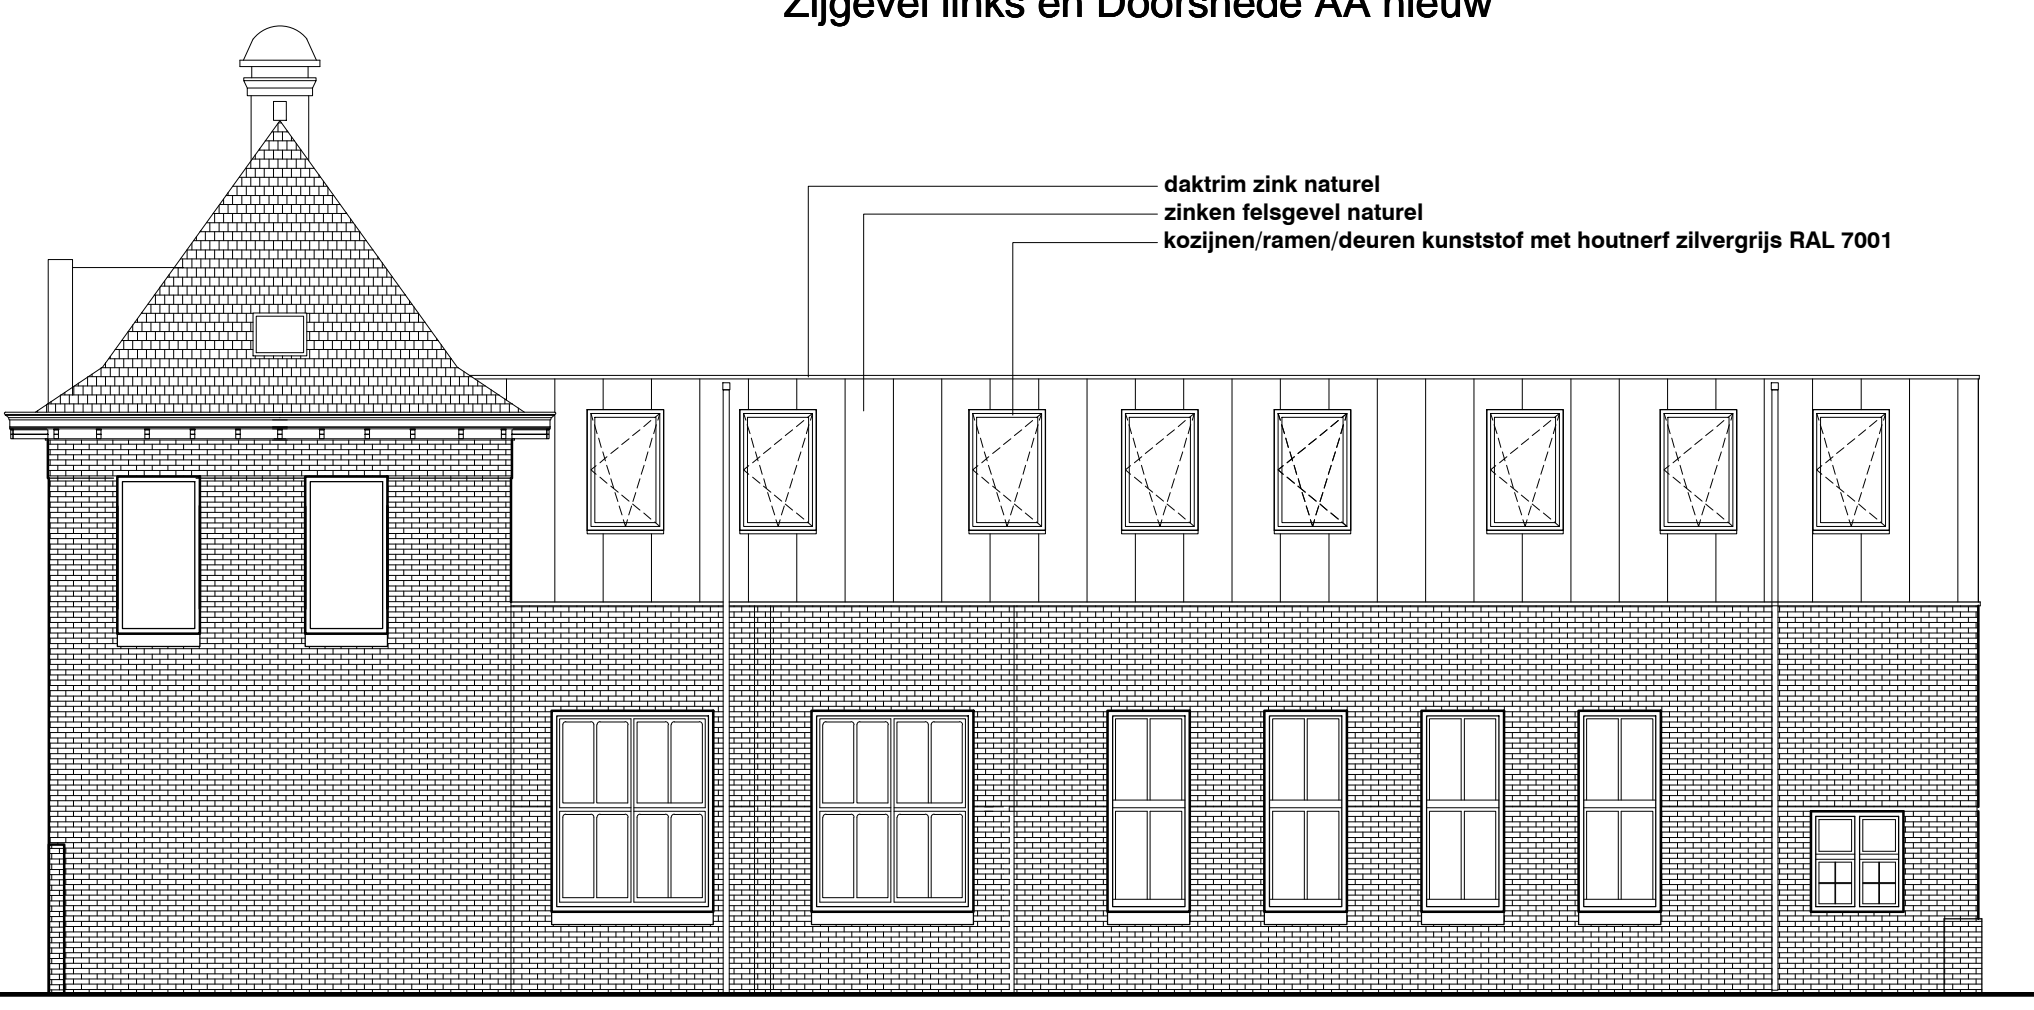 Zijgevel links en Doorsnede AA nieuw
daktrim zink naturel
zinken felsgevel naturel
kozijnen/ramen/deuren kunststof met houtnerf zilvergrijs RAL 7001